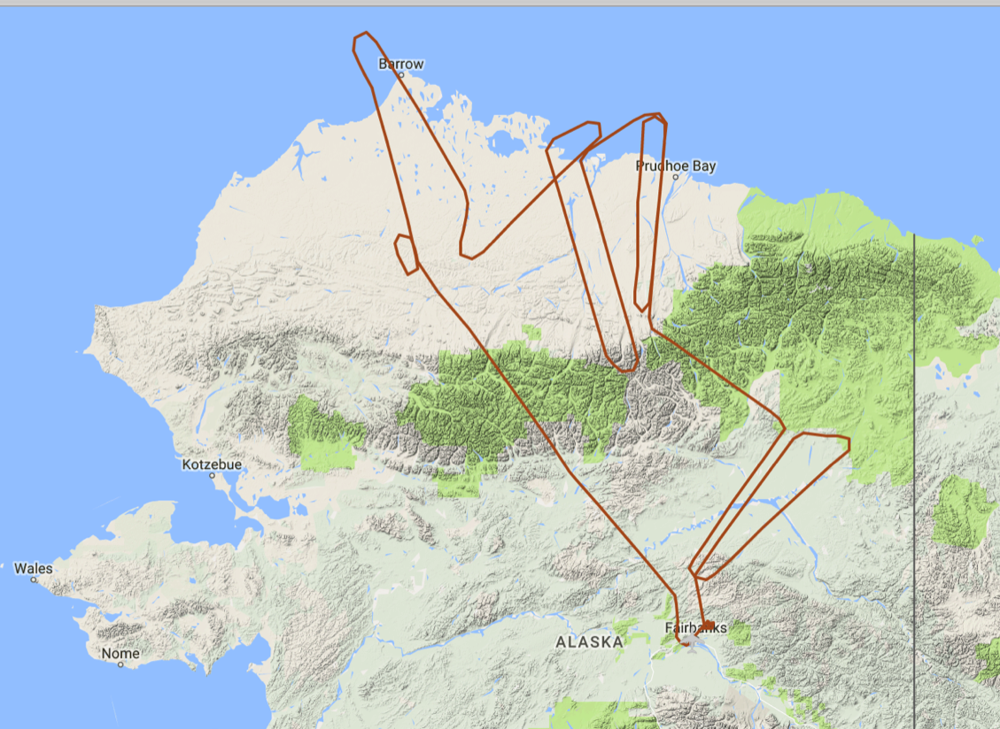 Barrow
Prudhoe Bay
Kotzebue
Wales
Fairbanks
ALASKA
Nome